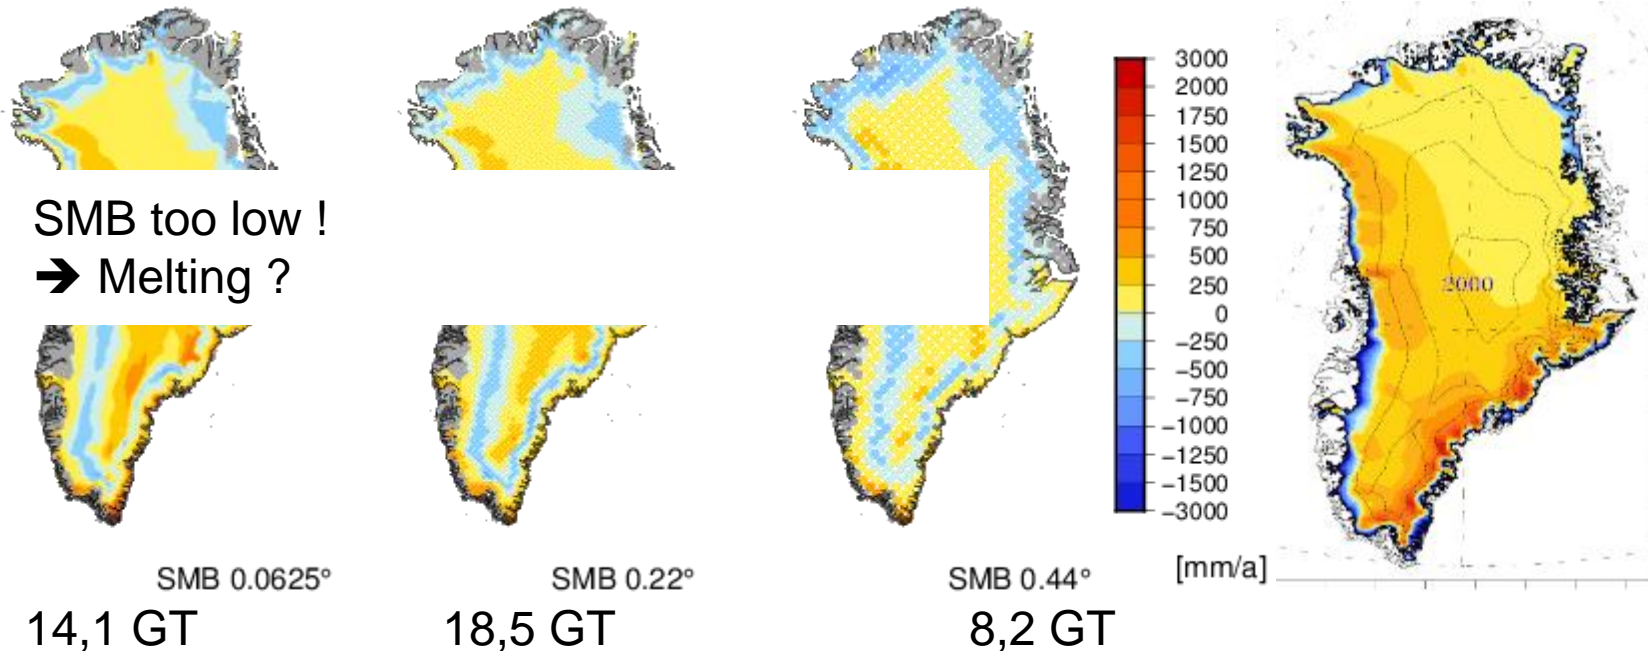 SMB too low !
➔ Melting ?
3000
2000
1750
1500
1250
1000
750
500
250
0
−250
−500
−750
−1000
−1250
−1500
−3000
[mm/a]
2000
SMB 0.0625°
SMB 0.22°
SMB 0.44°
14,1 GT
18,5 GT
8,2 GT